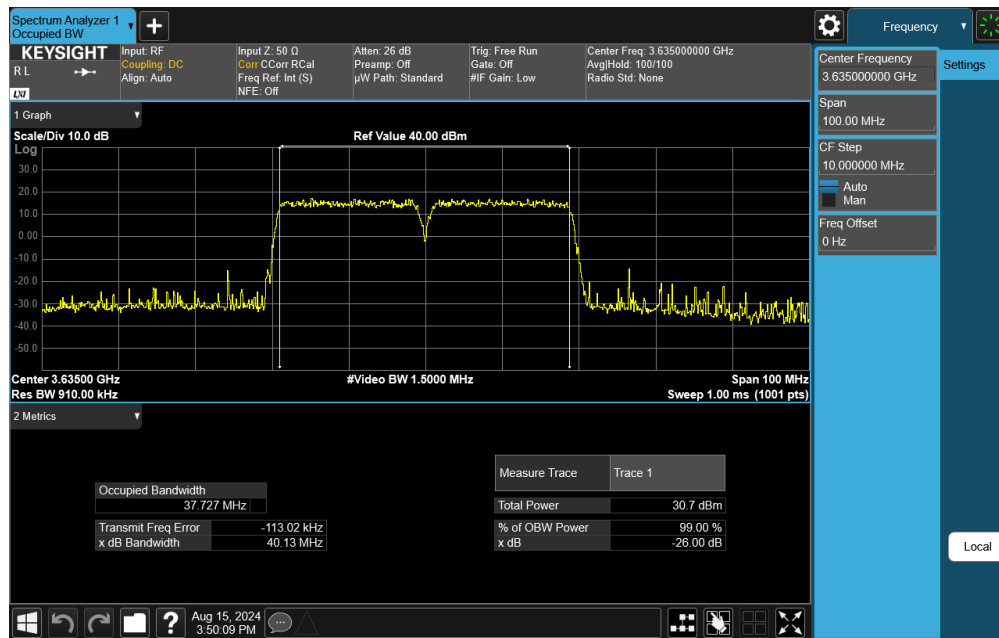 Spectrum Analyzer 1
Occupied BW
Frequency
KEYSIGHT
R L
LXI
Input: RF
Coupling: DC
Align: Auto
Input Z: 50 Ω
Corr CCorr RCal
Freq Ref: Int (S)
NFE: Off
Atten: 26 dB
Preamp: Off
µW Path: Standard
Trig: Free Run
Gate: Off
#IF Gain: Low
Center Freq: 3.635000000 GHz
Avg|Hold: 100/100
Radio Std: None
Center Frequency
3.635000000 GHz
Settings
Span
100.00 MHz
CF Step
10.000000 MHz
Auto
Man
Freq Offset
0 Hz
1 Graph
Scale/Div 10.0 dB
Ref Value 40.00 dBm
Log
30.0
20.0
10.0
0.00
-10.0
-20.0
-30.0
-40.0
-50.0
Center 3.63500 GHz
#Video BW 1.5000 MHz
Span 100 MHz
Res BW 910.00 kHz
Sweep 1.00 ms (1001 pts)
2 Metrics
Measure Trace
Trace 1
Occupied Bandwidth
37.727 MHz
Total Power
30.7 dBm
Transmit Freq Error
-113.02 kHz
% of OBW Power
99.00 %
x dB Bandwidth
40.13 MHz
x dB
-26.00 dB
Local
Aug 15, 2024
3:50:09 PM